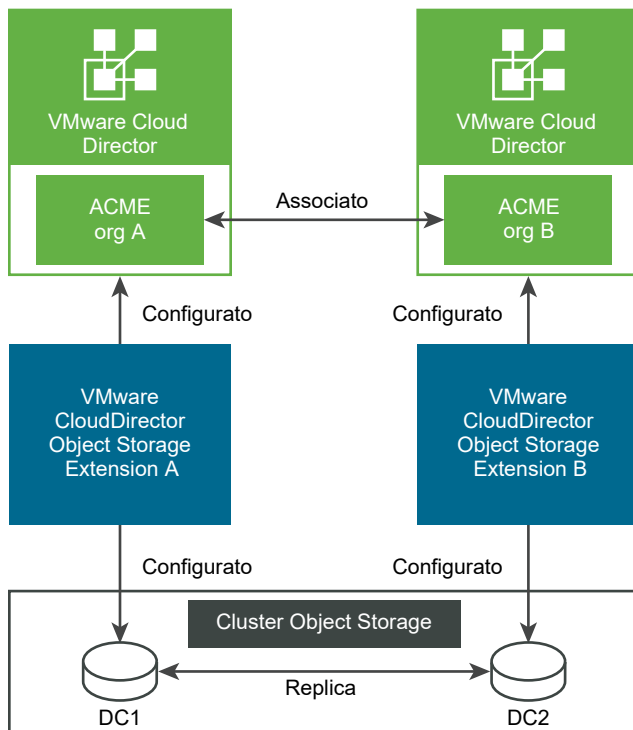 VMware Cloud
Director
VMware Cloud
Director
ACME
org A
Associato
ACME
org B
Configurato
Configurato
VMware
CloudDirector
Object Storage
Extension A
VMware
CloudDirector
Object Storage
Extension B
Configurato
Configurato
Cluster Object Storage
Replica
DC1
DC2